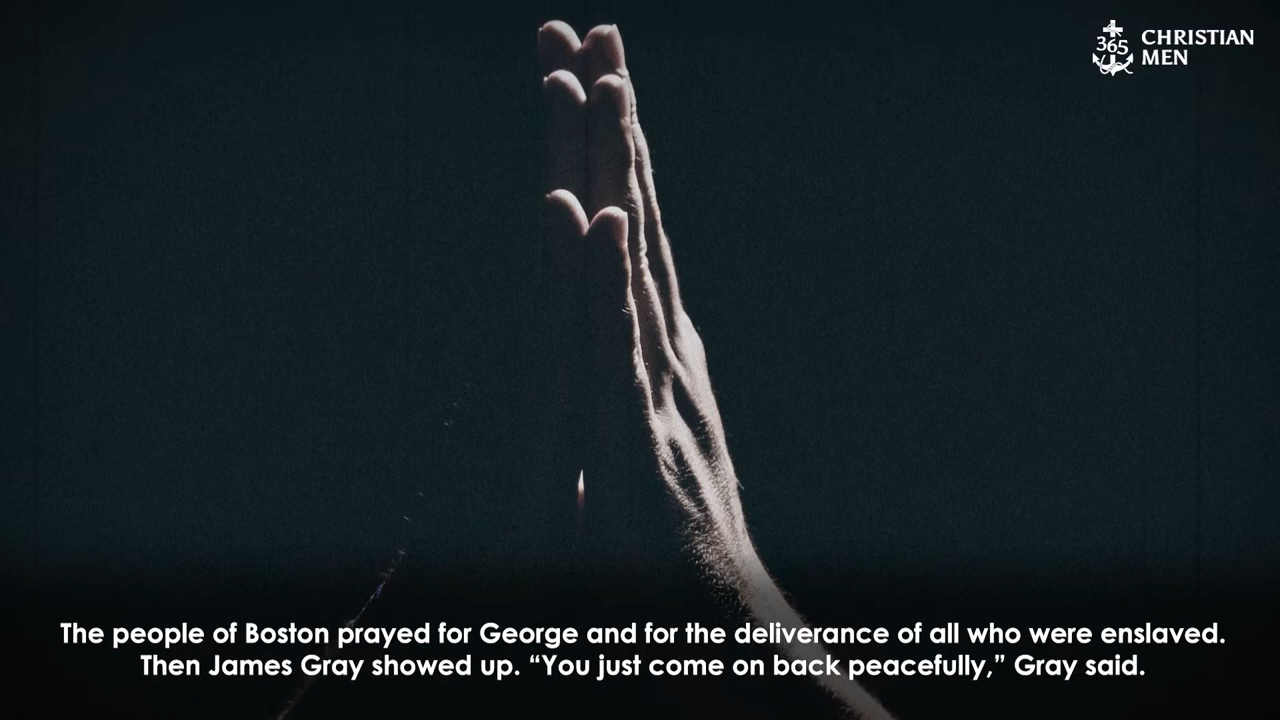 365
CHRISTIAN
MEN
The people of Boston prayed for George and for the deliverance of all who were enslaved.
Then James Gray showed up. “You just come on back peacefully,” Gray said.